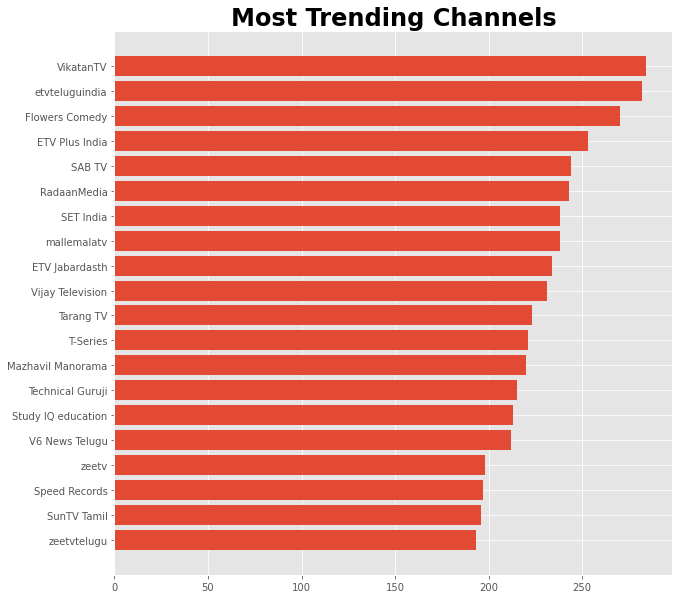 Most Trending Channels
VikatanTV
etvteluguindia
Flowers Comedy
ETV Plus India
SAB TV
RadaanMedia
SET India
mallemalatv
ETV Jabardasth
Vijay Television
Tarang TV
T-Series
Mazhavil Manorama
Technical Guruji
Study IQ education
V6 News Telugu
zeetv
Speed Records
SunTV Tamil
zeetvtelugu
0 50 100 150 200 250